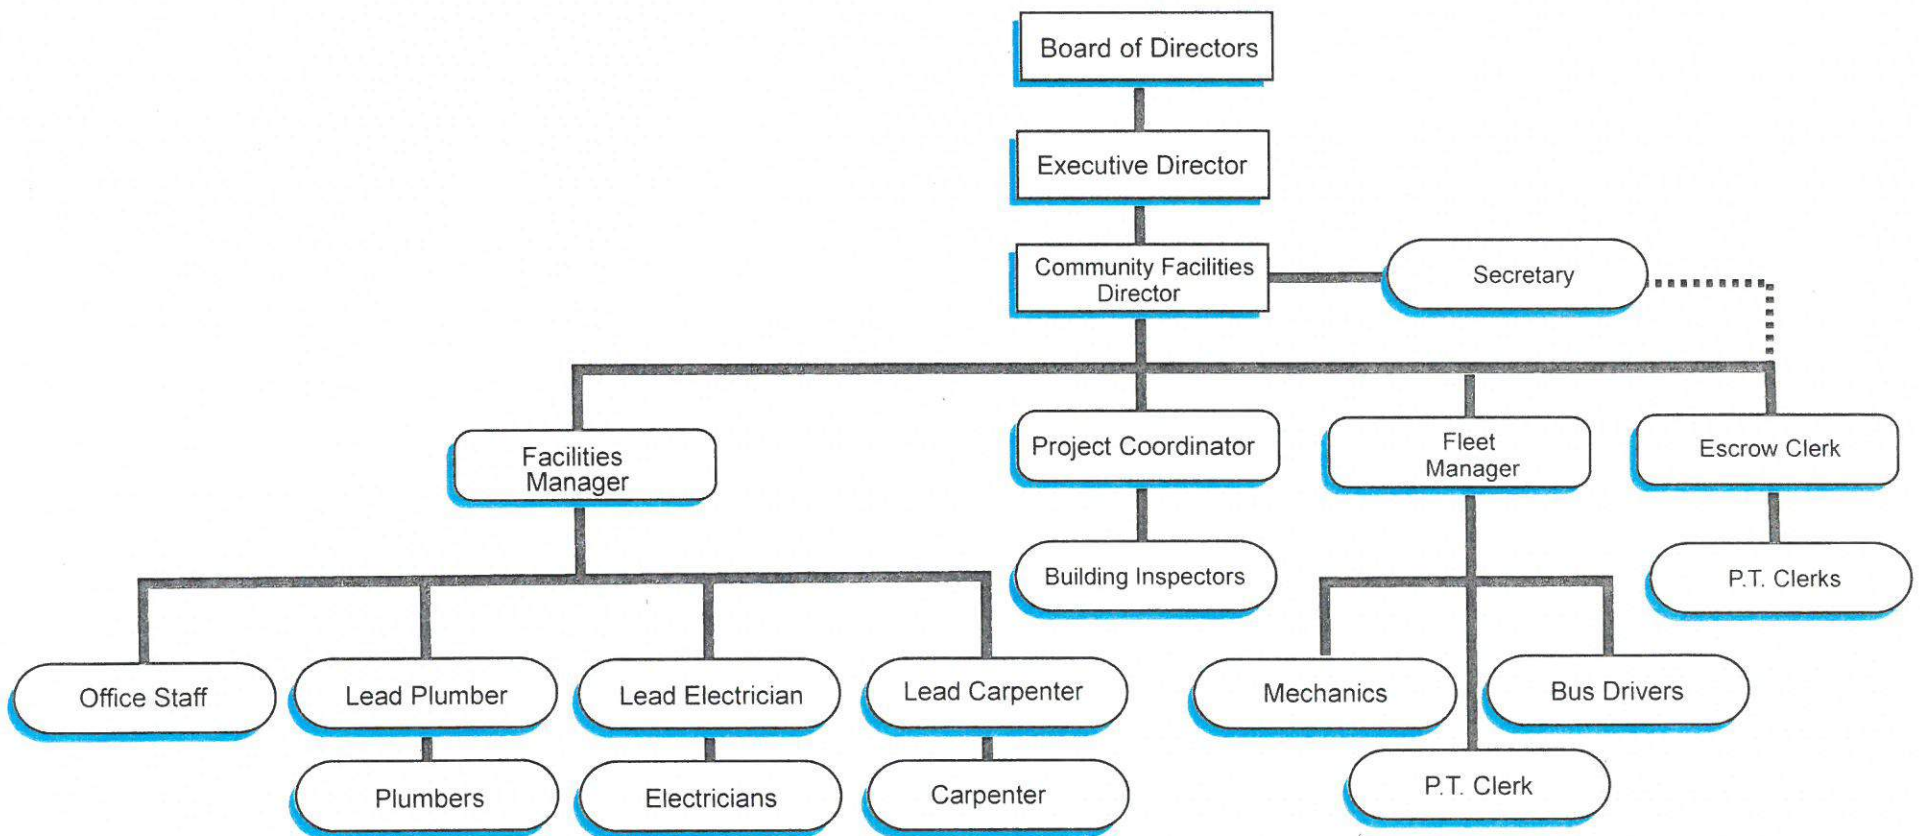 Board of Directors
Executive Director
Community Facilities
Director
Secretary
Facilities
Manager
Project Coordinator
Fleet
Manager
Escrow Clerk
Building Inspectors
P.T. Clerks
Office Staff
Lead Plumber
Lead Electrician
Lead Carpenter
Mechanics
Bus Drivers
Plumbers
Electricians
Carpenter
P.T. Clerk